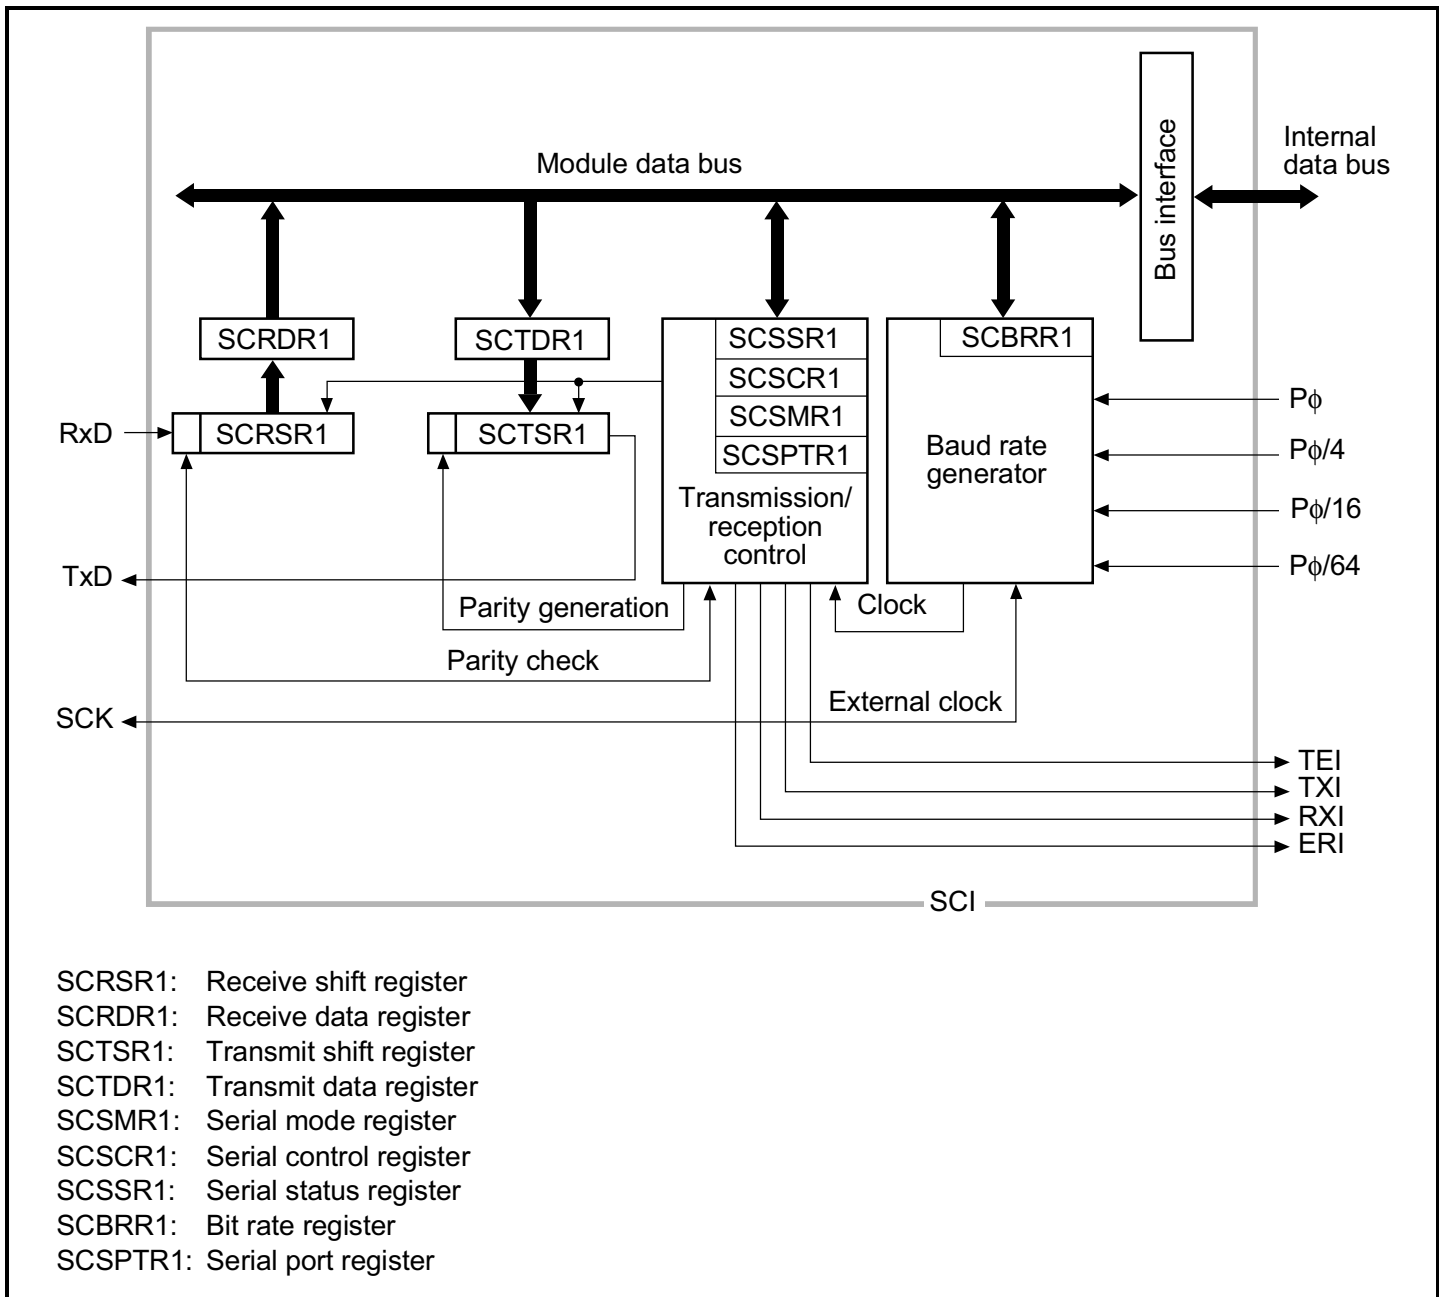 Module data bus
Bus interface
Internal
data bus
SCRDR1
SCTDR1
SCSSR1
SCSCR1
SCSMR1
SCSPTR1
Transmission/
reception
control
SCBRR1
Baud rate
generator
RxD
SCRSR1
SCTSR1
Pϕ
Pϕ/4
Pϕ/16
Pϕ/64
TxD
Parity generation
Clock
Parity check
SCK
External clock
TEI
TXI
RXI
ERI
SCI
SCRSR1: Receive shift register
SCRDR1: Receive data register
SCTSR1: Transmit shift register
SCTDR1: Transmit data register
SCSMR1: Serial mode register
SCSCR1: Serial control register
SCSSR1: Serial status register
SCBRR1: Bit rate register
SCSPTR1: Serial port register